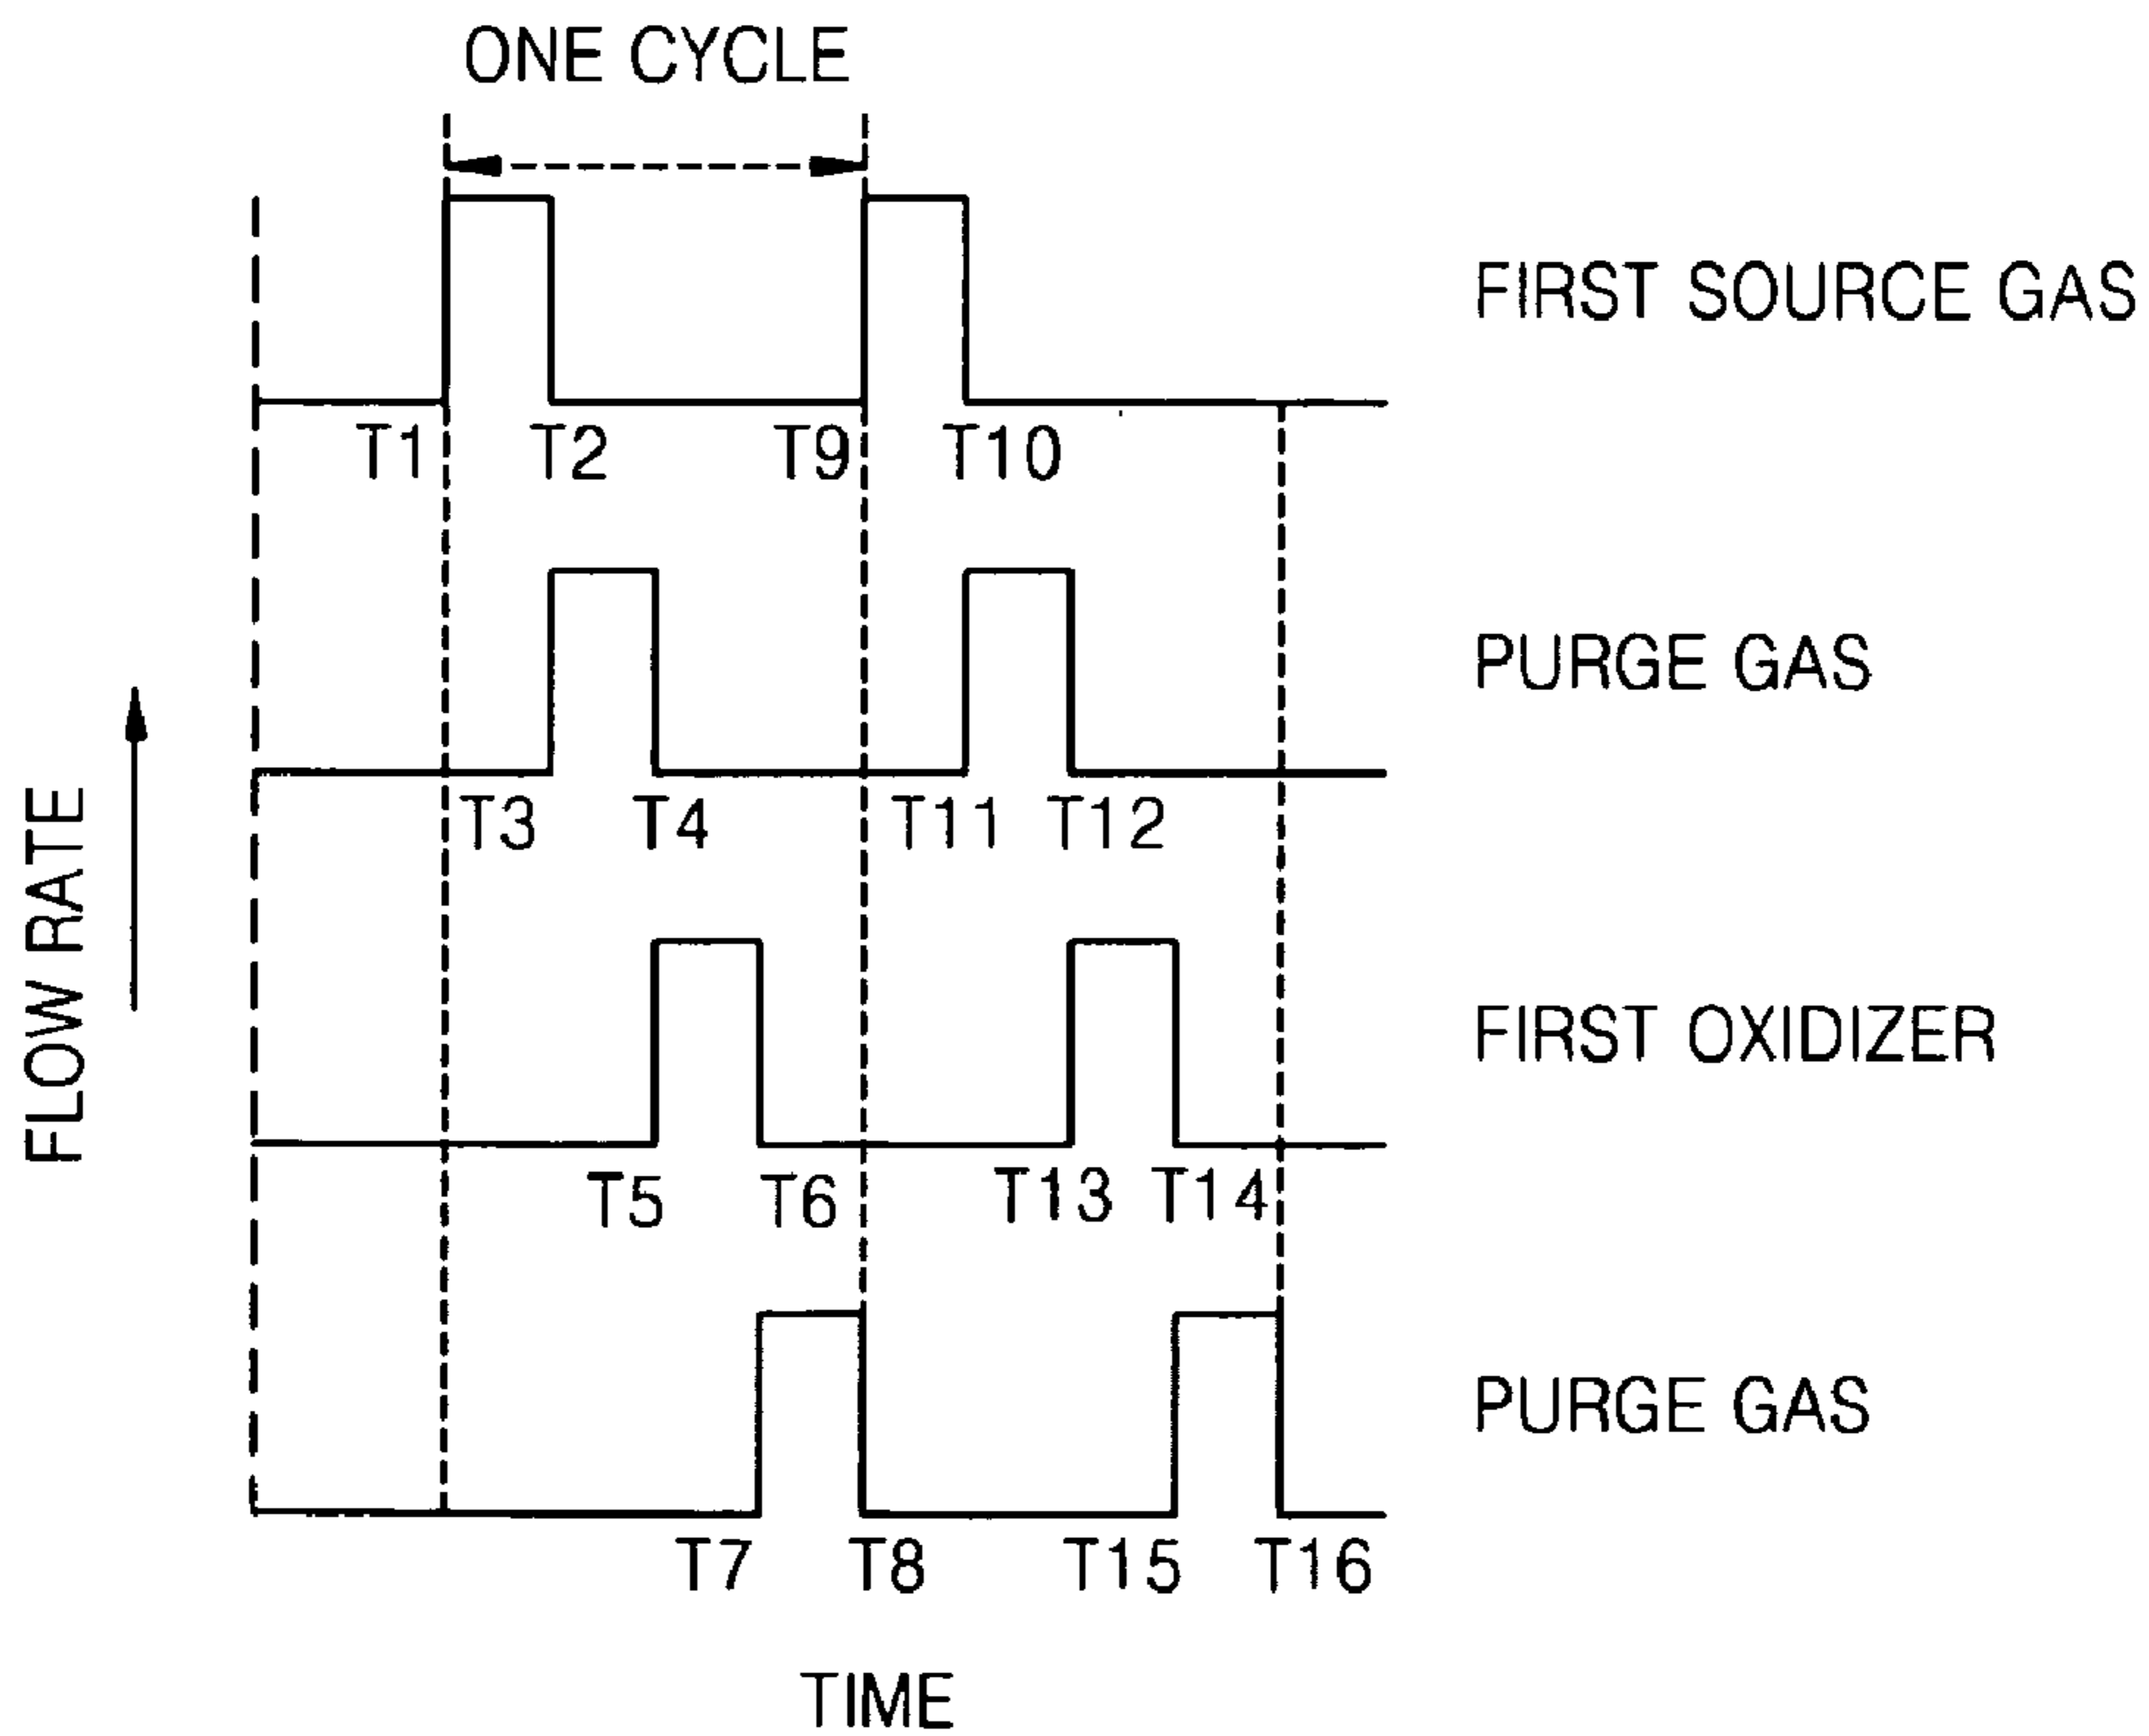 ONE CYCLE
FIRST SOURCE GAS
T1 T2 T9 T10
PURGE GAS
T3 T4 T11 T12
FLOW RATE
FIRST OXIDIZER
T5 T6 T13 T14
PURGE GAS
T7 T8 T15 T16
TIME